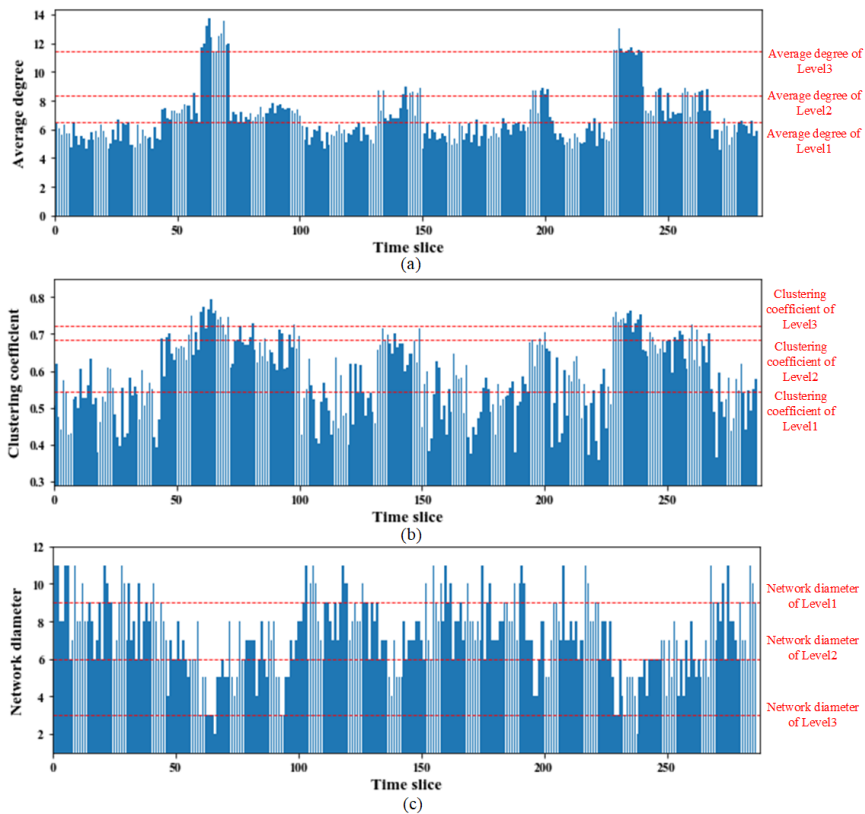 14
12
10
8
6
4
2
0
Average degree
0 50 100 150 200 250
Time slice
(a)
Average degree of
Level3
Average degree of
Level2
Average degree of
Level1
0.8
0.7
0.6
0.5
0.4
0.3
Clustering coefficient
0 50 100 150 200 250
Time slice
(b)
Clustering
coefficient of
Level3
Clustering
coefficient of
Level2
Clustering
coefficient of
Level1
12
10
8
6
4
2
Network diameter
0 50 100 150 200 250
Time slice
(c)
Network diameter
of Level1
Network diameter
of Level2
Network diameter
of Level3